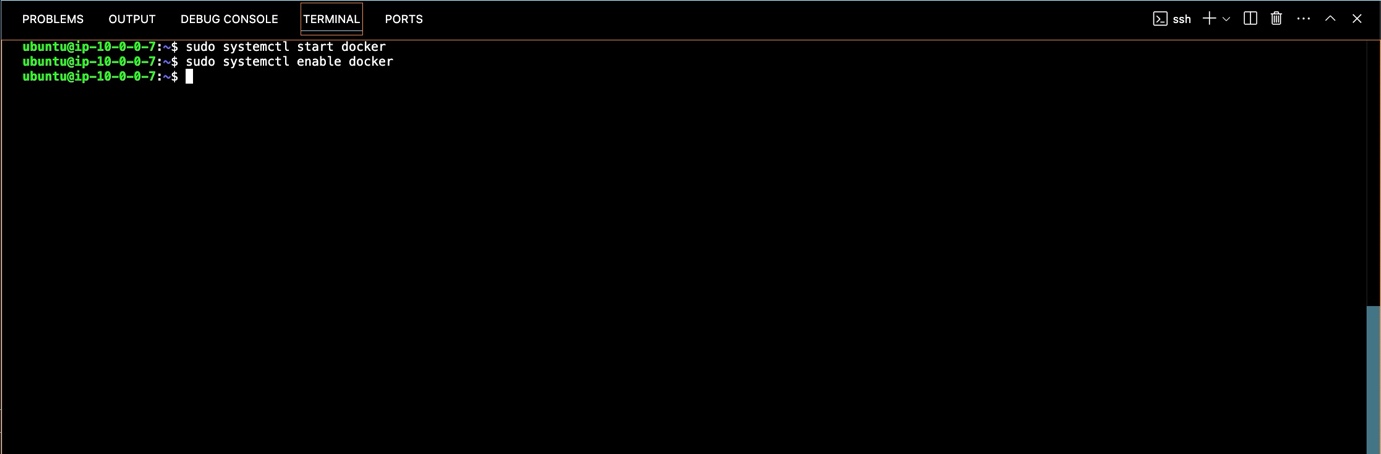 PROBLEMS OUTPUT DEBUG CONSOLE TERMINAL PORTS ssh
ubuntu@ip-10-0-0-7:~$ sudo systemctl start docker
ubuntu@ip-10-0-0-7:~$ sudo systemctl enable docker
ubuntu@ip-10-0-0-7:~$